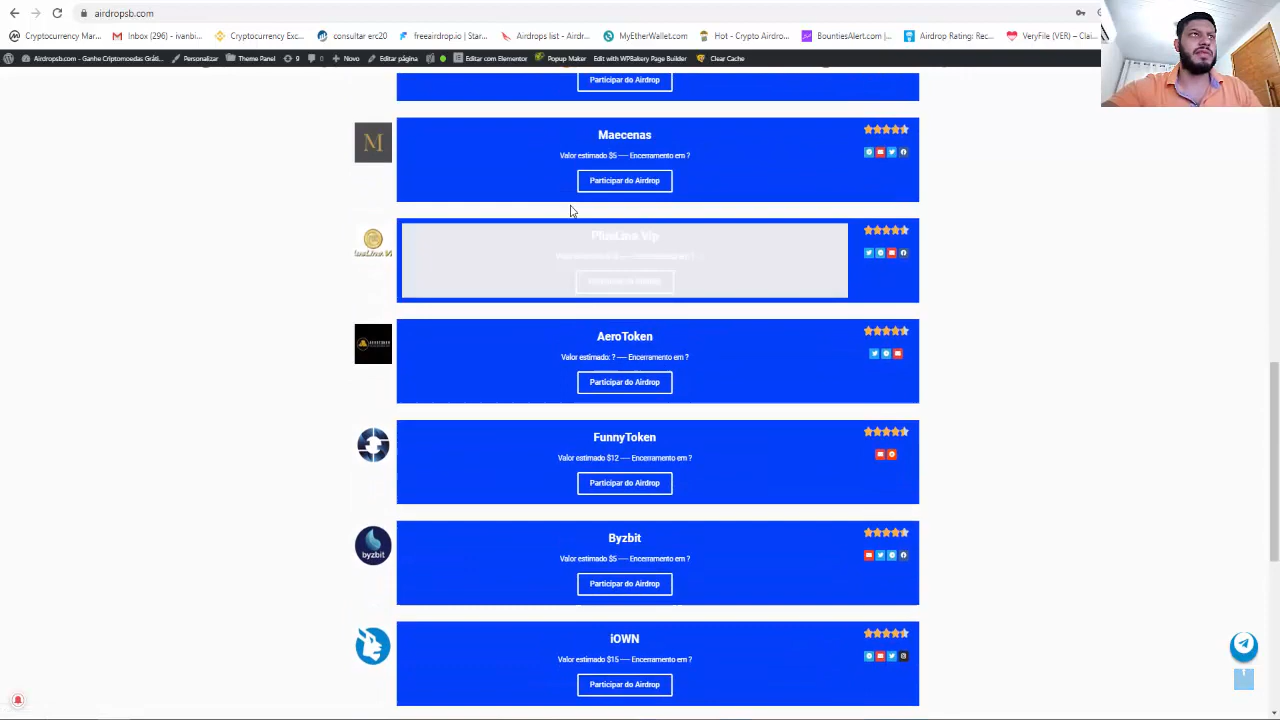 airdropsb.com
Cryptocurrency Mar...
Inbox (296) - ivanbi...
Cryptocurrency Exc...
consultar erc20
freeairdrop.io | Star...
Airdrops list - Airdr...
MyEtherWallet.com
Hot - Crypto Airdro...
BountiesAlert.com |...
Airdrop Rating: Rec...
VeryFile (VER) – Clai...
Airdropsb.com - Ganhe Criptomoedas Gráti...
Personalizar
Theme Panel
9
0
Novo
Editar página
Editar com Elementor
Popup Maker
Edit with WPBakery Page Builder
Clear Cache
Participar do Airdrop
M
Maecenas
Valor estimado $5 ---- Encerramento em ?
Participar do Airdrop
AeroToken
Valor estimado: ? ---- Encerramento em ?
Participar do Airdrop
FunnyToken
Valor estimado $12 ---- Encerramento em ?
Participar do Airdrop
byzbit
Byzbit
Valor estimado $5 ---- Encerramento em ?
Participar do Airdrop
iOWN
Valor estimado $15 ---- Encerramento em ?
Participar do Airdrop